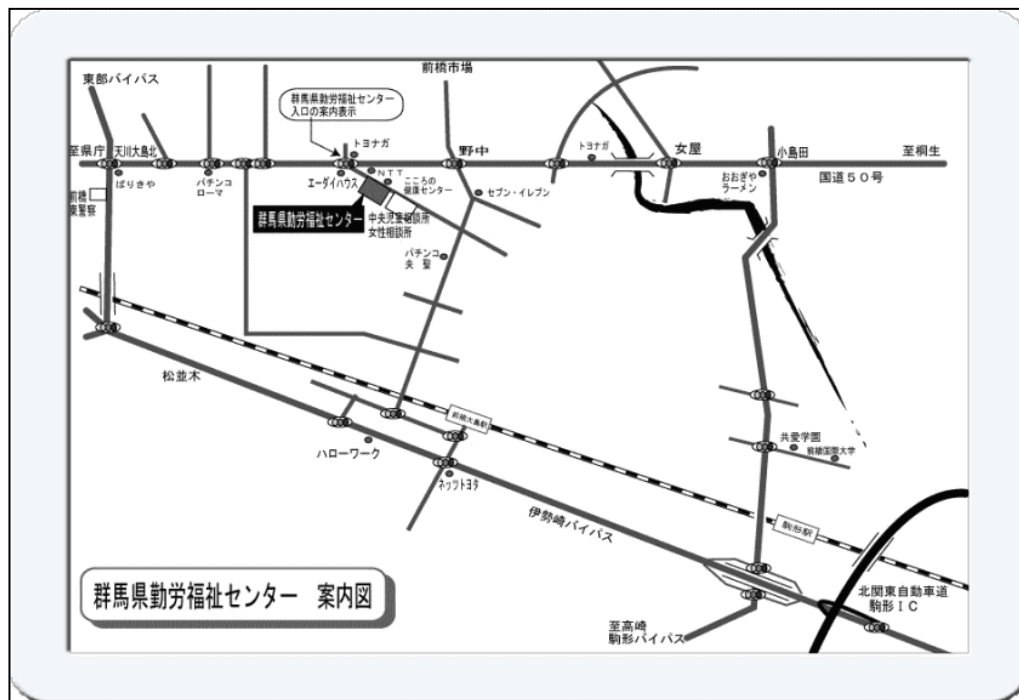 前橋市場
東部バイパス
群馬県勤労福祉センター
入口の案内表示
トヨナガ
至県庁
天川大島北
野中
トヨナガ
女屋
小島田
至桐生
国道50号
ぱりきや
パチンコ
ローマ
エーダイハウス
NTT
こころの
健康センター
セブン・イレブン
おおぎや
ラーメン
前橋
東警察
群馬県勤労福祉センター
中央児童相談所
女性相談所
パチンコ
松並木
前橋大島駅
ハローワーク
ネッツトヨタ
共愛学園
前橋国際大学
伊勢崎バイパス
駒形駅
群馬県勤労福祉センター 案内図
北関東自動車道
駒形IC
至高崎
駒形バイパス